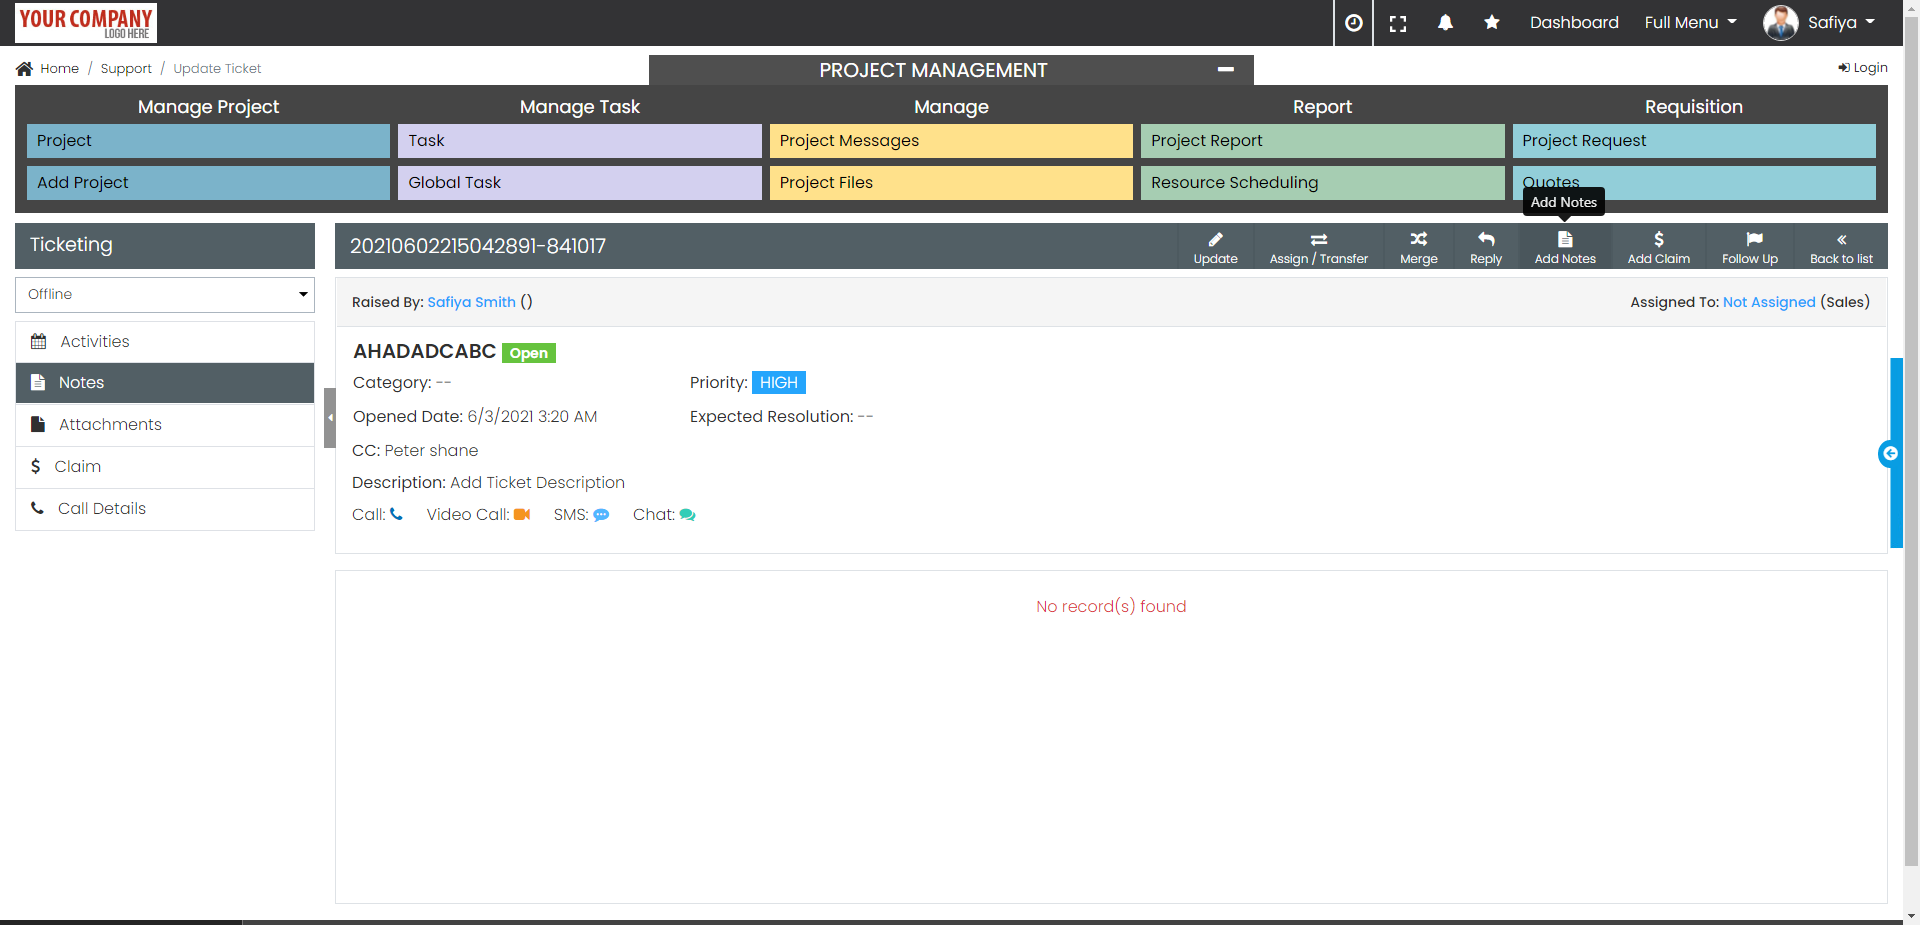 YOUR COMPANY
LOGO HERE
Dashboard
Full Menu
Safiya
Home / Support / Update Ticket
PROJECT MANAGEMENT
Login
Manage Project
Manage Task
Manage
Report
Requisition
Project
Task
Project Messages
Project Report
Project Request
Add Project
Global Task
Project Files
Resource Scheduling
Quotes
Add Notes
Ticketing
20210602215042891-841017
Update
Assign / Transfer
Merge
Reply
Add Notes
Add Claim
Follow Up
Back to list
Offline
Activities
Notes
Attachments
Claim
Call Details
Raised By: Safiya Smith ()
Assigned To: Not Assigned (Sales)
AHADADCABC Open
Category: --
Priority: HIGH
Opened Date: 6/3/2021 3:20 AM
Expected Resolution: --
CC: Peter shane
Description: Add Ticket Description
Call:
Video Call:
SMS:
Chat:
No record(s) found